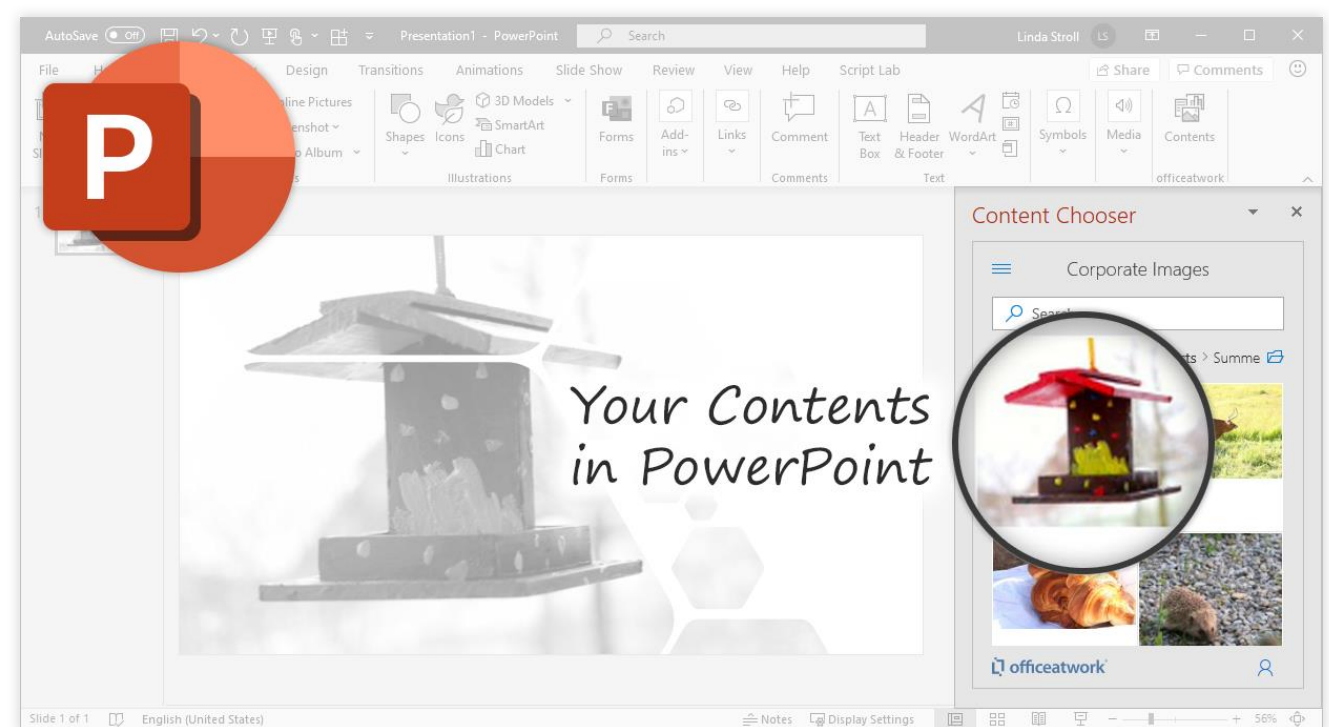 AutoSave Off Presentation1 - PowerPoint Search Linda Stroll LS
File Design Transitions Animations Slide Show Review View Help Script Lab Share Comments
P
Pictures
3D Models
SmartArt
Chart
Shapes
Icons
Forms
Add-
ins
Links
Comment
Text
Box
Header
& Footer
WordArt
Symbols
Media
Contents
Album
Illustrations Forms Comments Text officeatwork
Content Chooser
Corporate Images
> Summe
Your Contents
in PowerPoint
officeatwork
Slide 1 of 1 English (United States) Notes Display Settings 56%